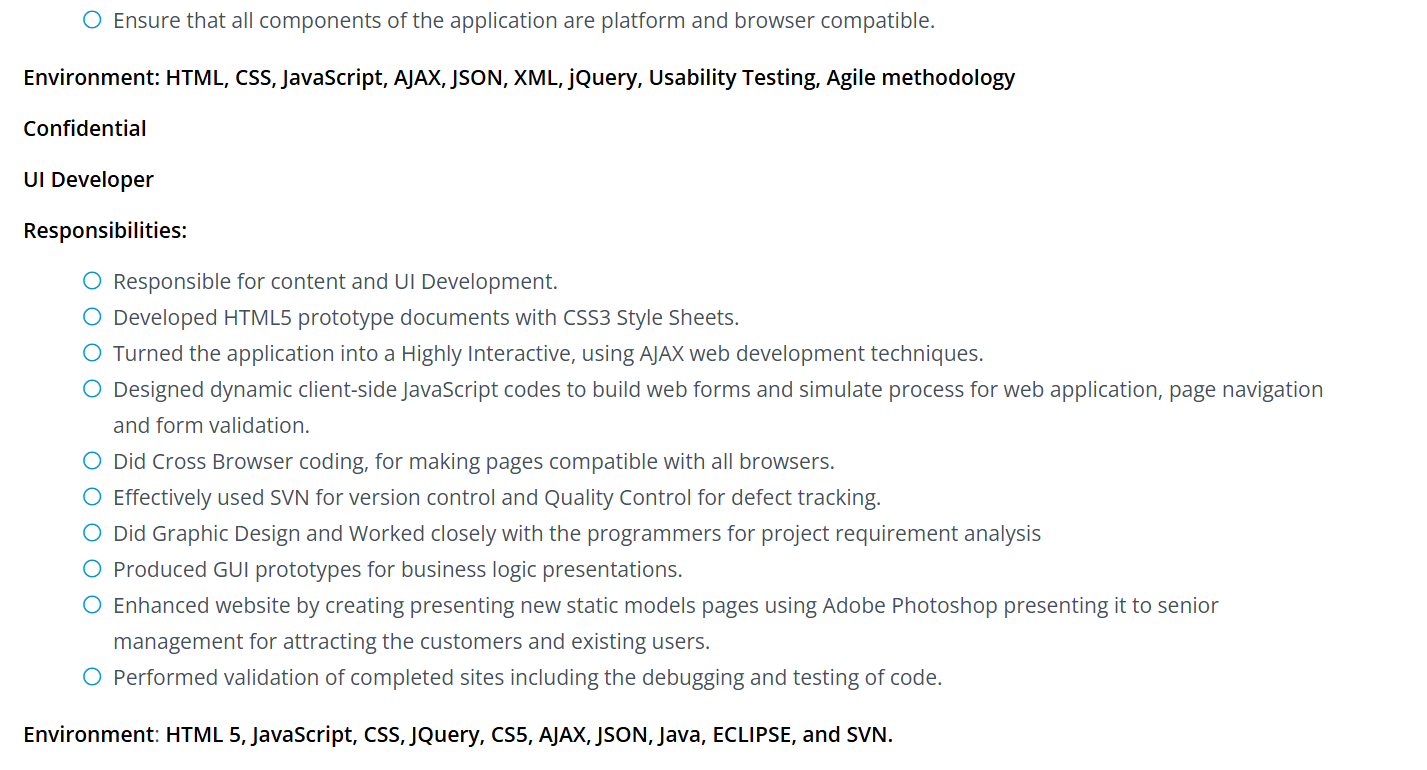 Ensure that all components of the application are platform and browser compatible.
Environment: HTML, CSS, JavaScript, AJAX, JSON, XML, jQuery, Usability Testing, Agile methodology
Confidential
UI Developer
Responsibilities:
Responsible for content and UI Development.
Developed HTML5 prototype documents with CSS3 Style Sheets.
Turned the application into a Highly Interactive, using AJAX web development techniques.
Designed dynamic client-side JavaScript codes to build web forms and simulate process for web application, page navigation
and form validation.
Did Cross Browser coding, for making pages compatible with all browsers.
Effectively used SVN for version control and Quality Control for defect tracking.
Did Graphic Design and Worked closely with the programmers for project requirement analysis
Produced GUI prototypes for business logic presentations.
Enhanced website by creating presenting new static models pages using Adobe Photoshop presenting it to senior
management for attracting the customers and existing users.
Performed validation of completed sites including the debugging and testing of code.
Environment: HTML 5, JavaScript, CSS, JQuery, CS5, AJAX, JSON, Java, ECLIPSE, and SVN.